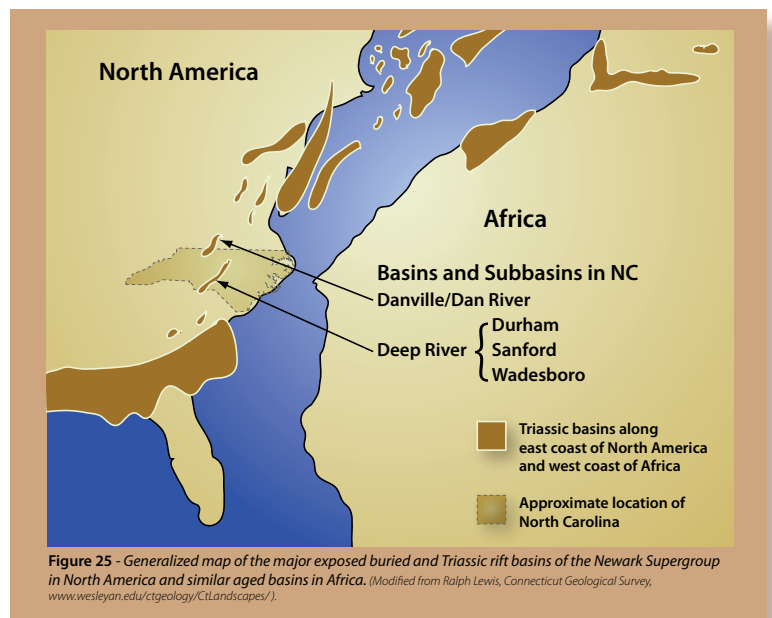 North America
Africa
Basins and Subbasins in NC
Danville/Dan River
Deep River
Durham
Sanford
Wadesboro
Triassic basins along
east coast of North America
and west coast of Africa
Approximate location of
North Carolina
Figure 25 - Generalized map of the major exposed buried and Triassic rift basins of the Newark Supergroup
in North America and similar aged basins in Africa. (Modified from Ralph Lewis, Connecticut Geological Survey,
www.wesleyan.edu/ctgeology/CtLandscapes/ ).